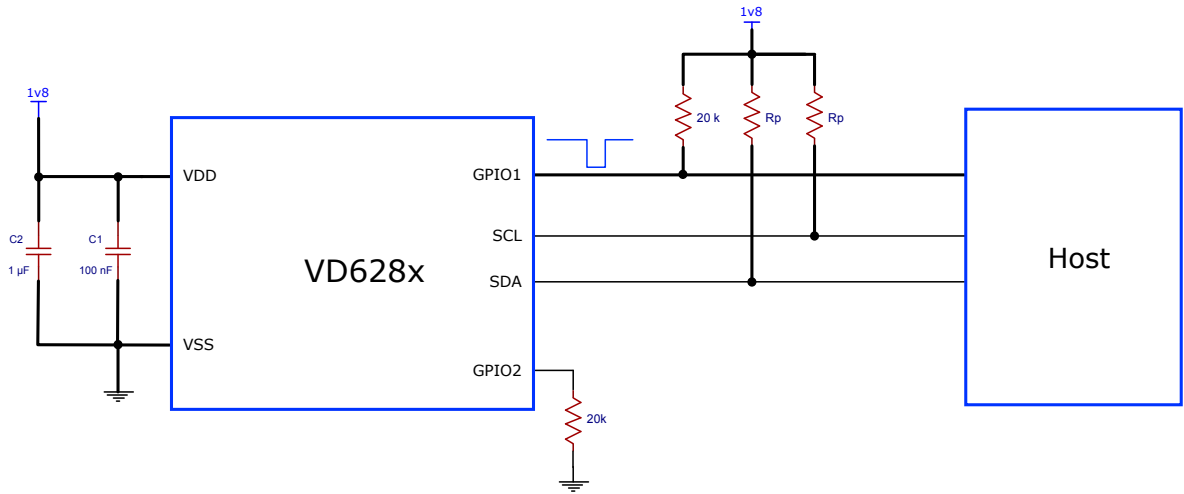 1v8
1v8
20 k
Rp
Rp
VDD
GPIO1
C2
1 µF
C1
100 nF
SCL
VD628x
SDA
Host
VSS
GPIO2
20k